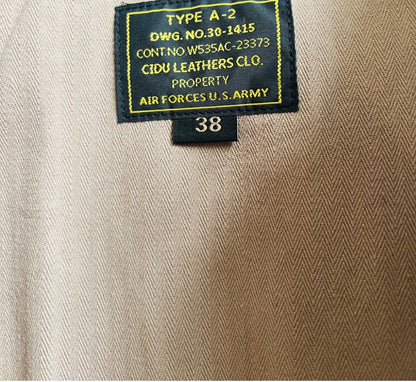 TYPE A-2
DWG. NO. 30-1415
CONT NO. W535AC-23373
CIDU LEATHERS CLO.
PROPERTY
AIR FORCES U.S. ARMY
38